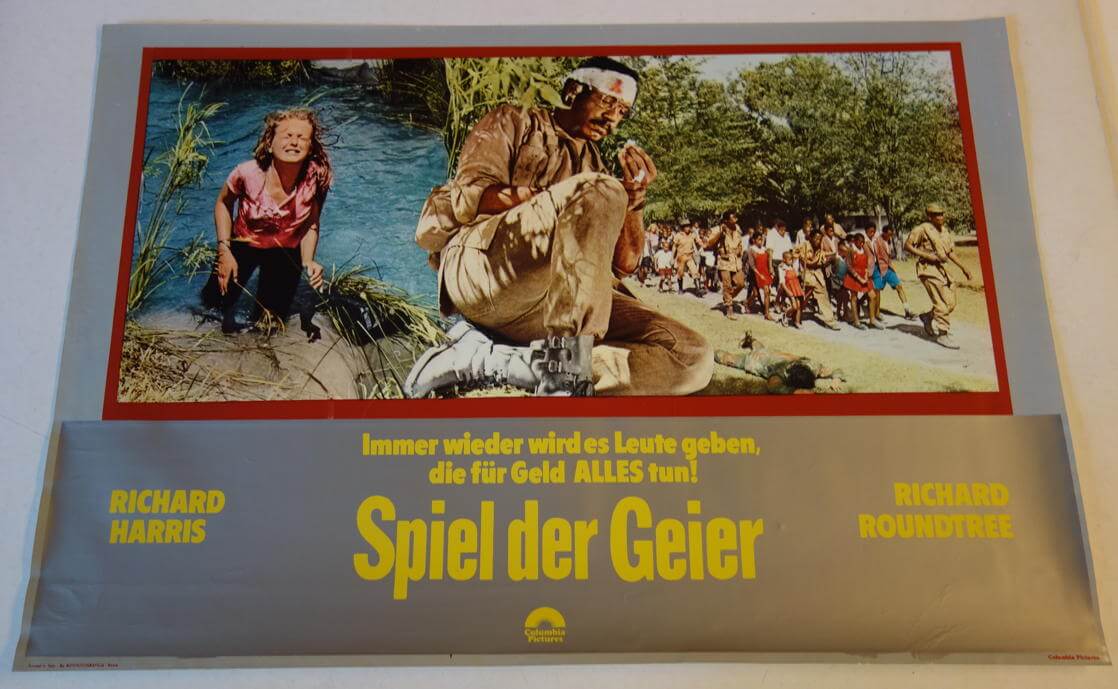 Immer wieder wird es Leute geben,
die für Geld ALLES tun!
RICHARD
HARRIS
RICHARD
ROUNDTREE
Spiel der Geier
Columbia
Pictures
Columbia Pictures